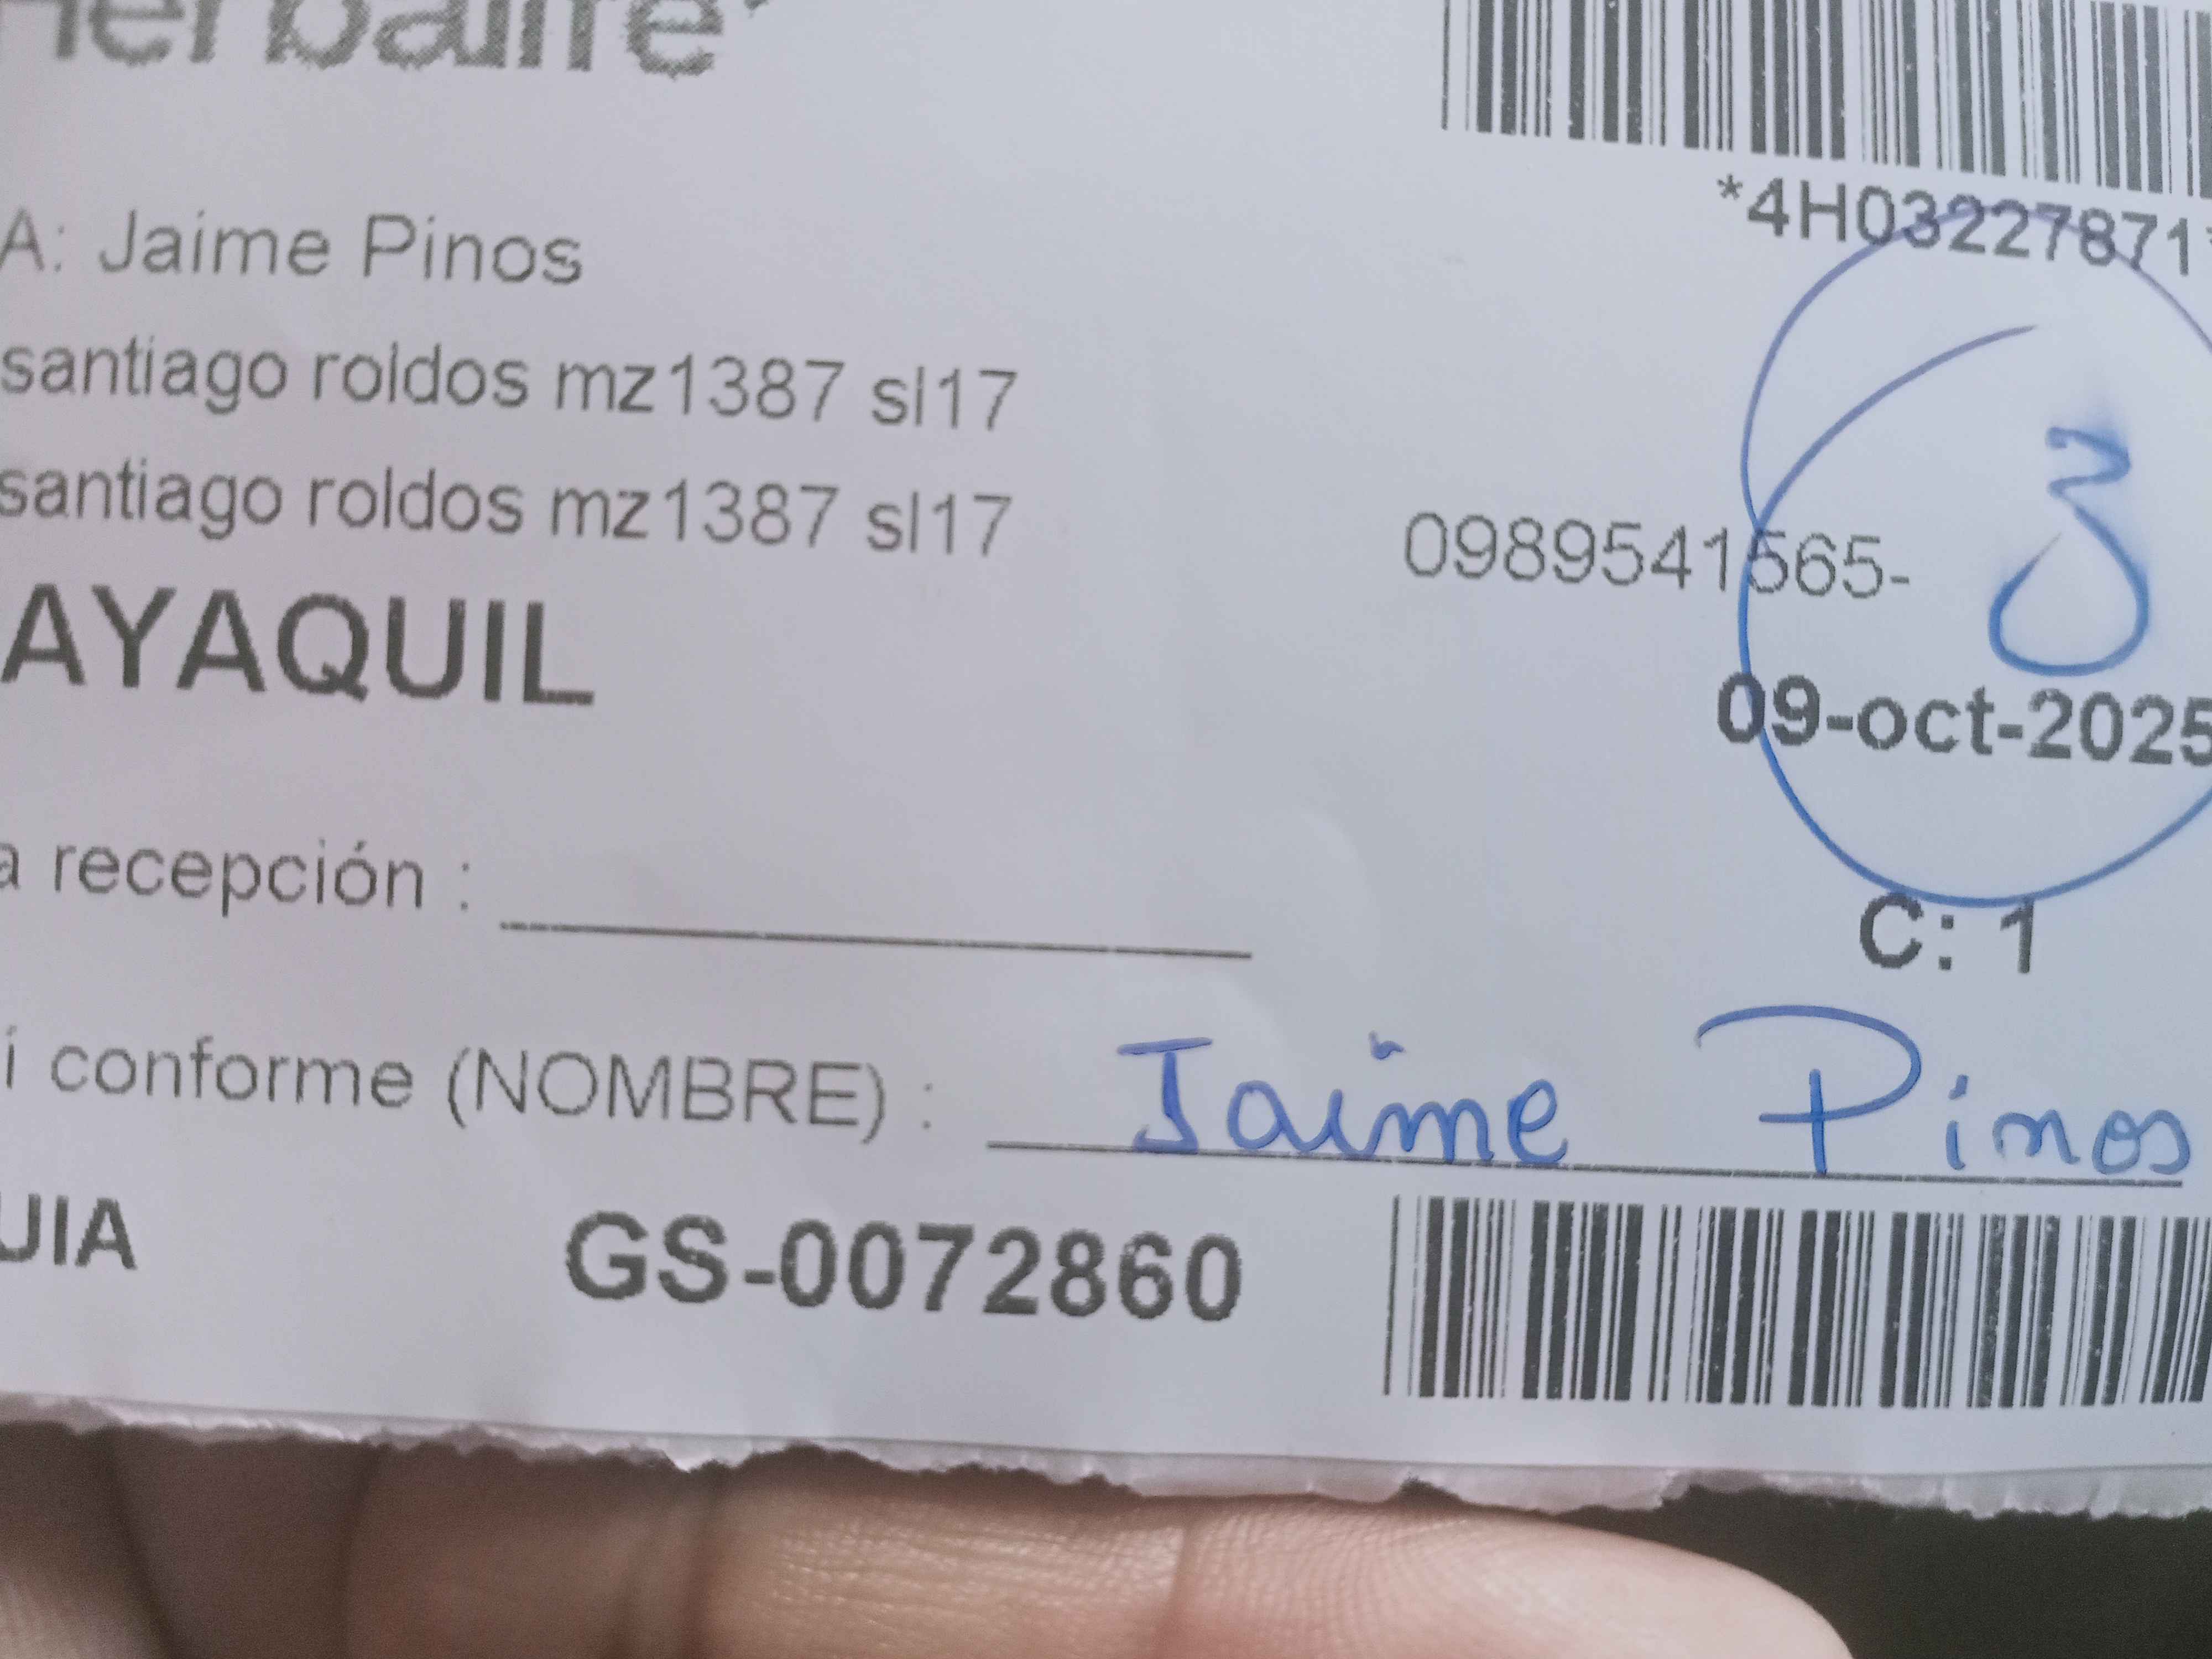 Herbalife
*4H03227871*
A: Jaime Pinos
santiago roldos mz1387 sl17
santiago roldos mz1387 sl17
0989541565-
3
AYAQUIL
09-oct-2025
a recepción :
C: 1
i conforme (NOMBRE) : Jaime Pinos
UIA GS-0072860